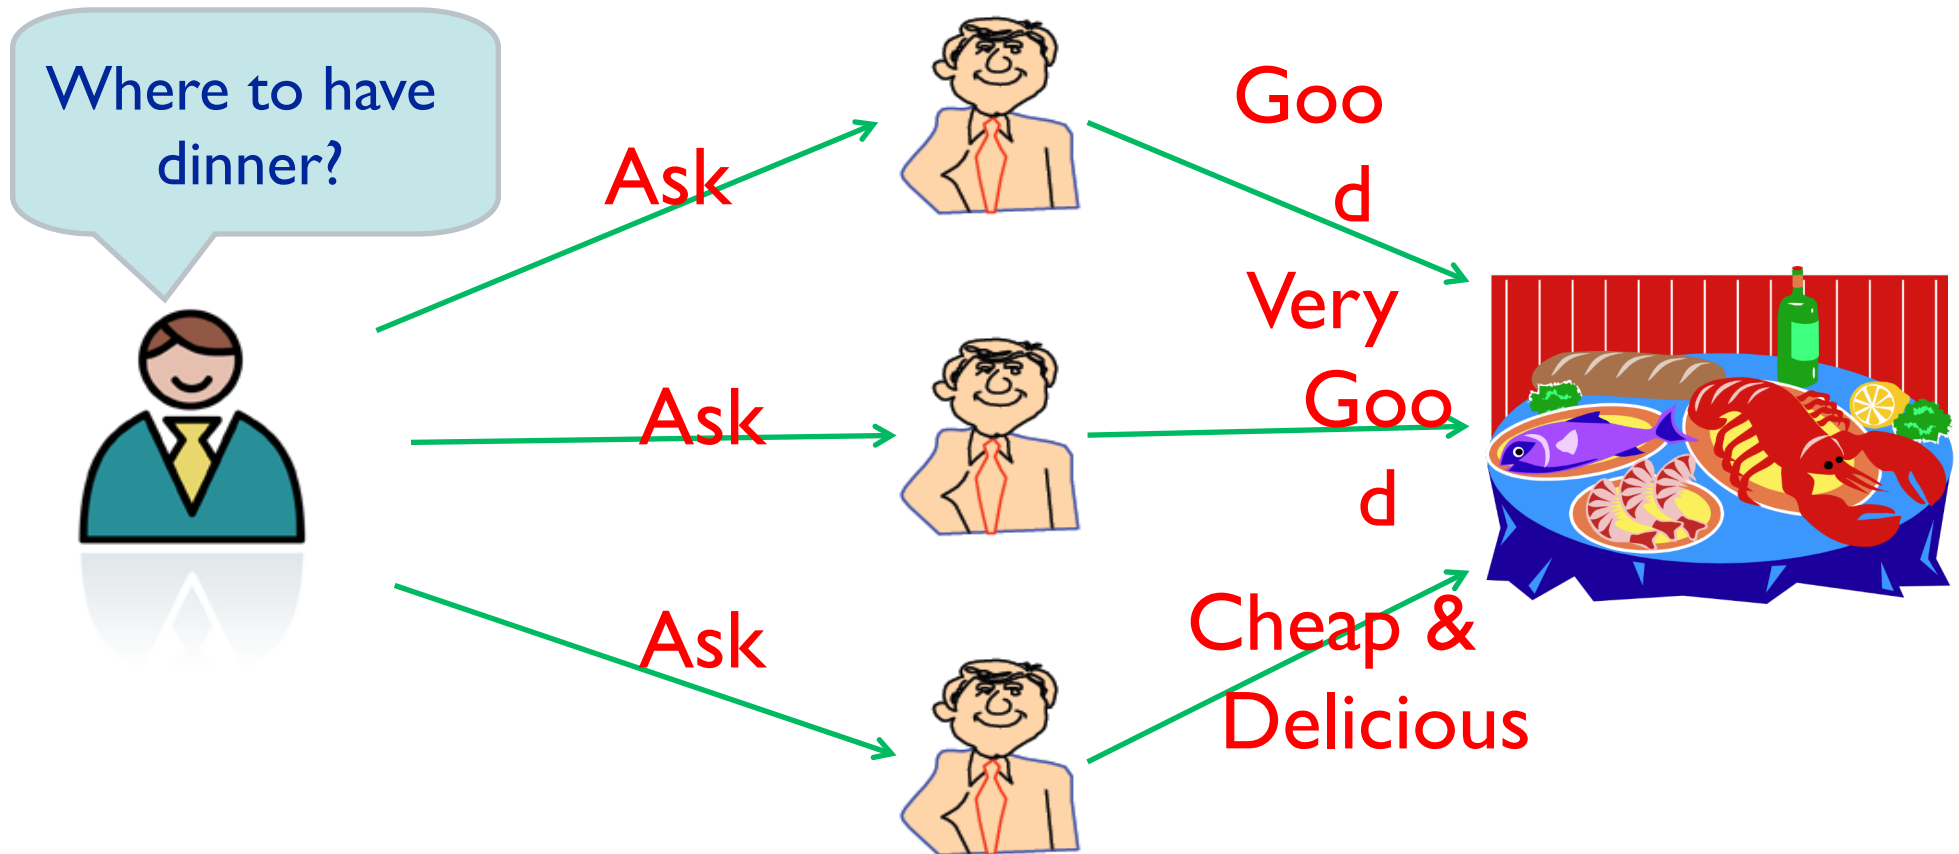 Where to have
dinner?
Ask
Goo
d
Ask
Very
Goo
d
Ask
Cheap &
Delicious